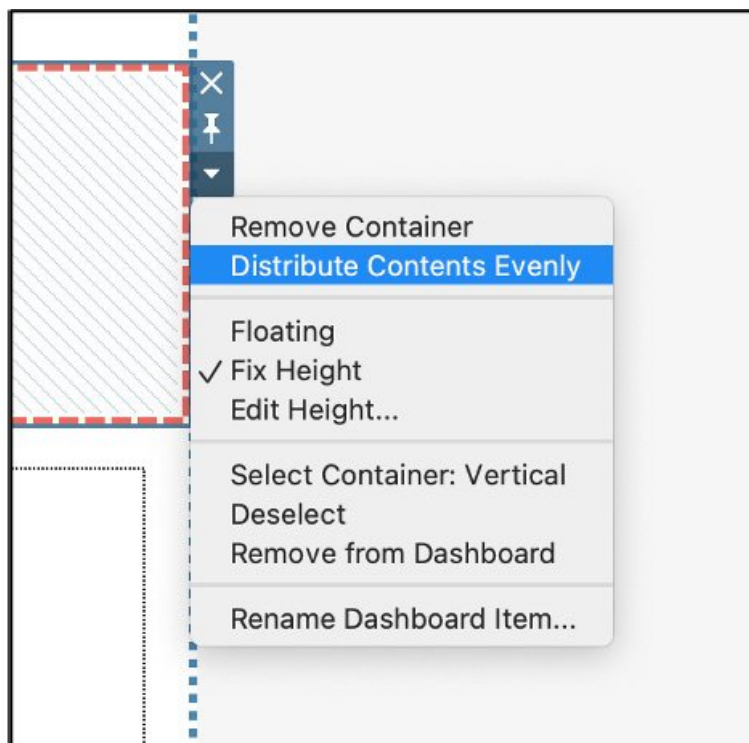 Remove Container
Distribute Contents Evenly
Floating
✓ Fix Height
Edit Height...
Select Container: Vertical
Deselect
Remove from Dashboard
Rename Dashboard Item...